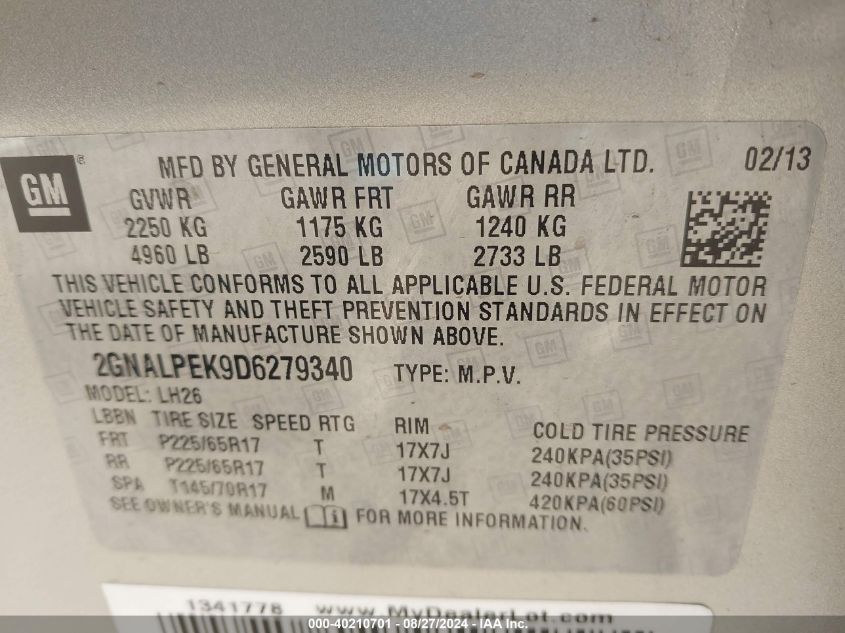 GM ® MFD BY GENERAL MOTORS OF CANADA LTD. 02/13
GVWR GAWR FRT GAWR RR
2250 KG 1175 KG 1240 KG
4960 LB 2590 LB 2733 LB
THIS VEHICLE CONFORMS TO ALL APPLICABLE U.S. FEDERAL MOTOR
VEHICLE SAFETY AND THEFT PREVENTION STANDARDS IN EFFECT ON
THE DATE OF MANUFACTURE SHOWN ABOVE.
2GNALPEK9D6279340 TYPE: M.P.V.
MODEL: LH26
LBBN TIRE SIZE SPEED RTG RIM COLD TIRE PRESSURE
FRT P225/65R17 T 17X7J 240KPA(35PSI)
RR P225/65R17 T 17X7J 240KPA(35PSI)
SPA T145/70R17 M 17X4.5T 420KPA(60PSI)
SEE OWNER'S MANUAL i FOR MORE INFORMATION.
1341778 www.MyDealerLot.com
000-40210701 - 08/27/2024 - IAA Inc.